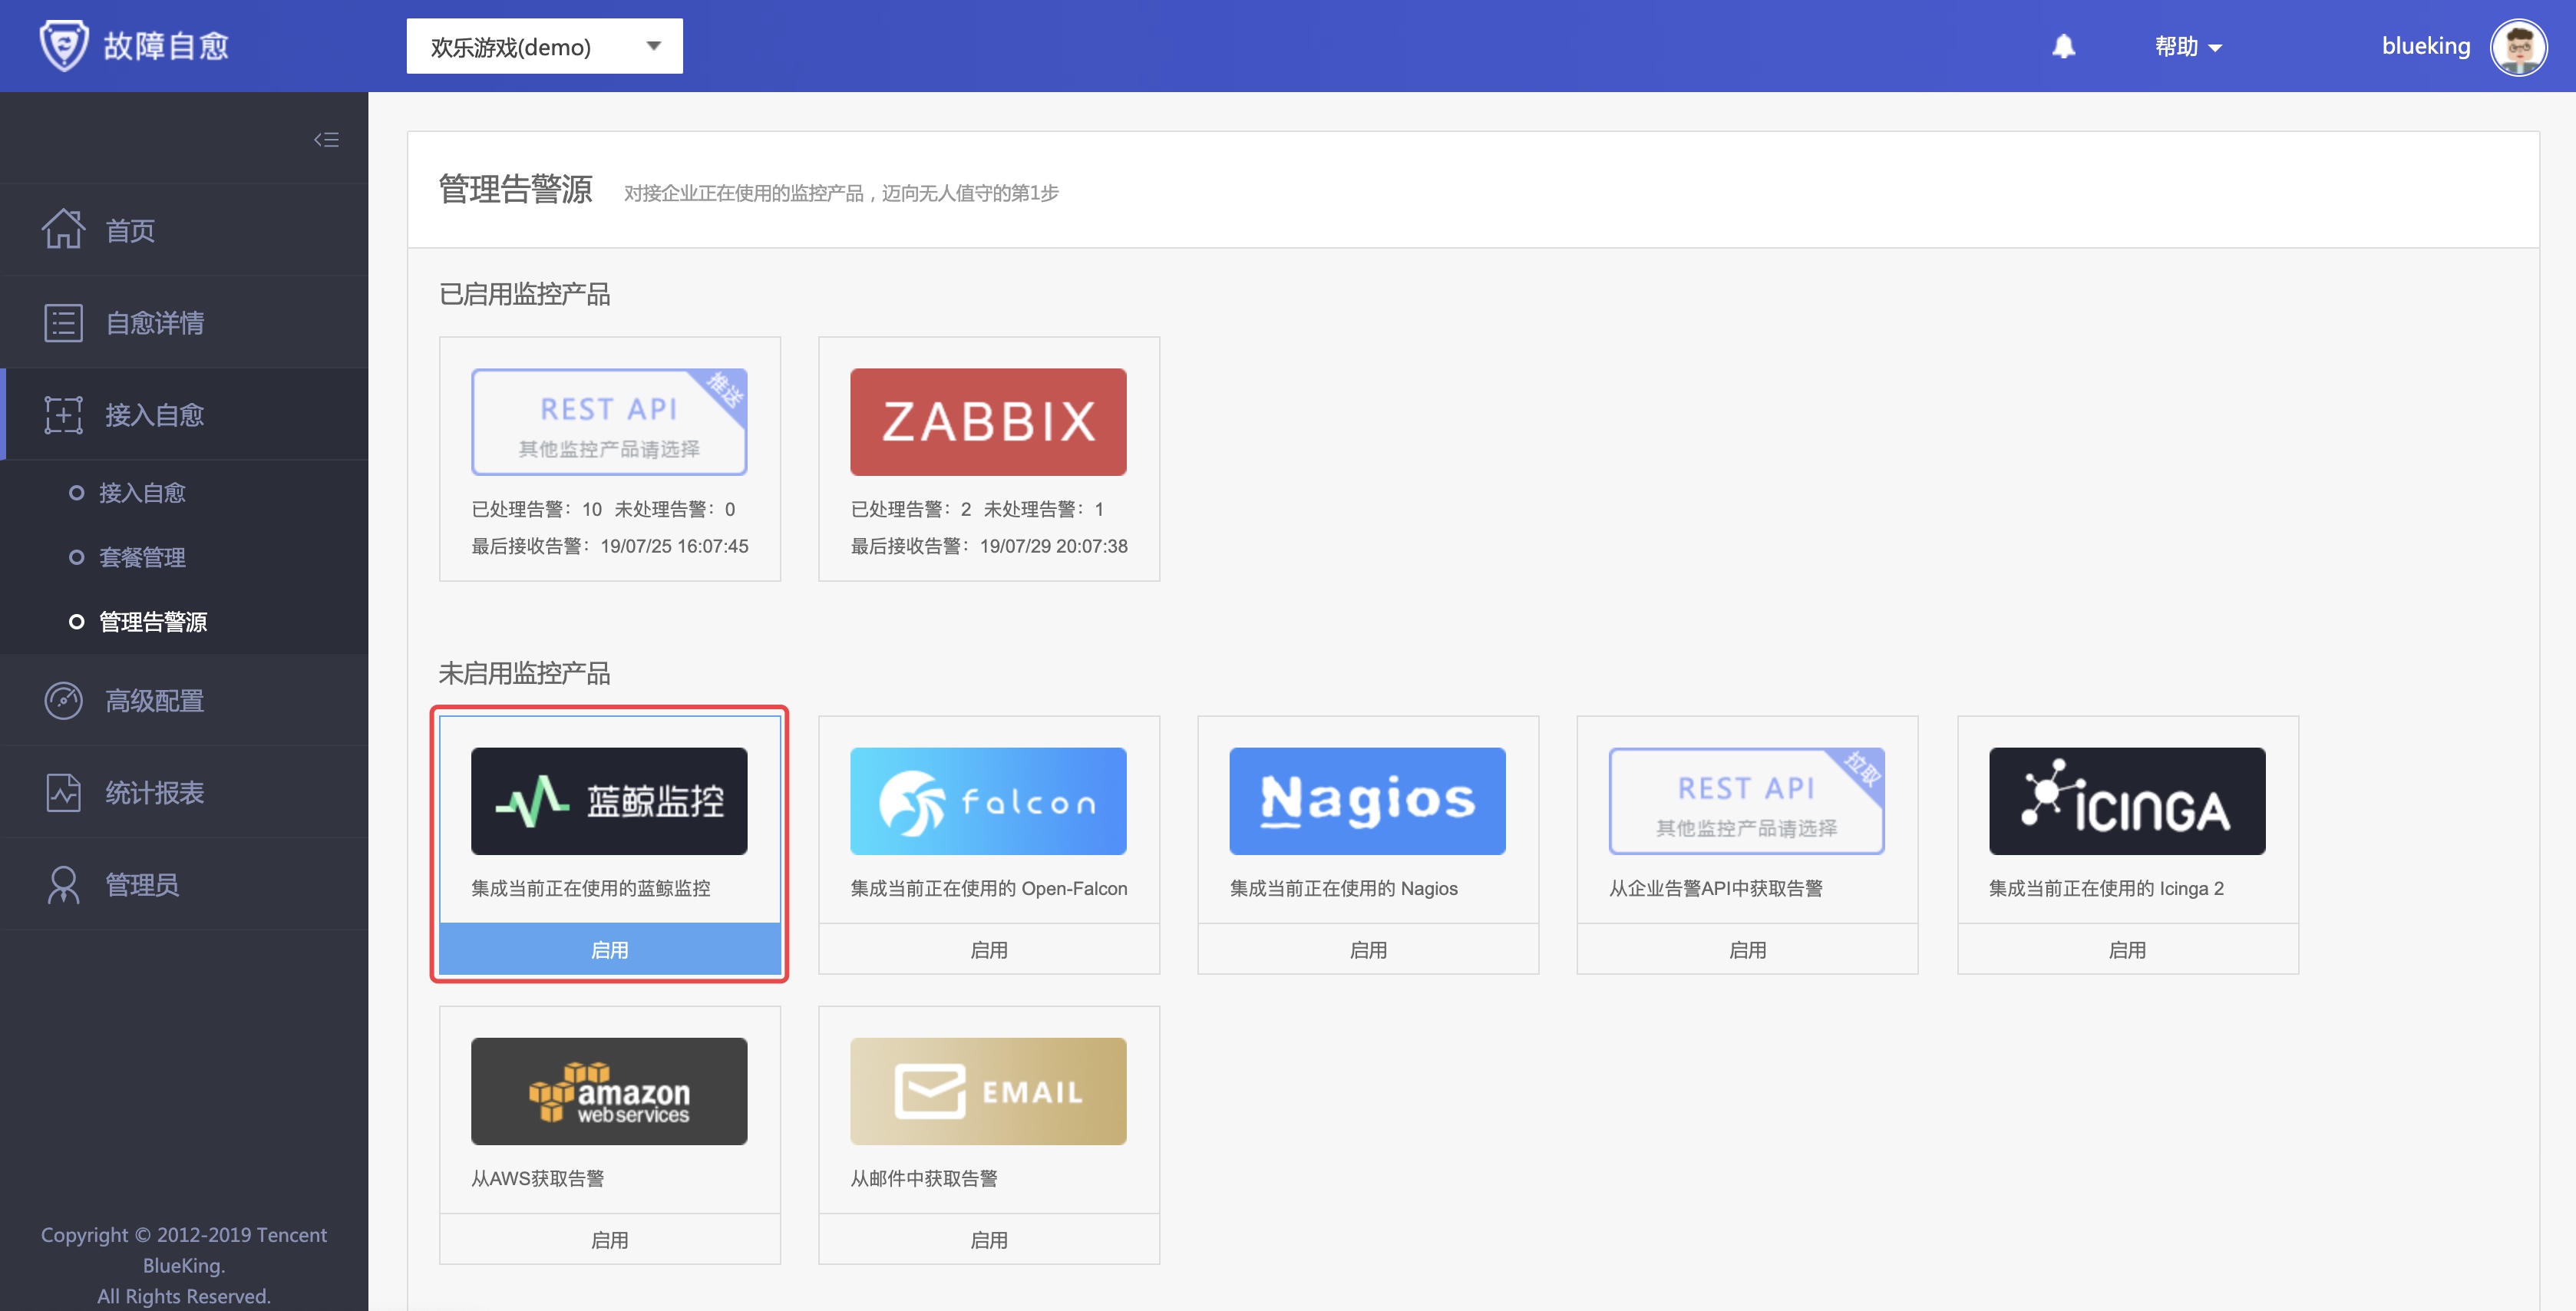 故障自愈
欢乐游戏(demo)
帮助
blueking
首页
自愈详情
接入自愈
接入自愈
套餐管理
管理告警源
高级配置
统计报表
管理员
Copyright © 2012-2019 Tencent
BlueKing.
All Rights Reserved.
管理告警源
对接企业正在使用的监控产品，迈向无人值守的第1步
已启用监控产品
推送
REST API
其他监控产品请选择
已处理告警：10 未处理告警：0
最后接收告警：19/07/25 16:07:45
ZABBIX
已处理告警：2 未处理告警：1
最后接收告警：19/07/29 20:07:38
未启用监控产品
蓝鲸监控
集成当前正在使用的蓝鲸监控
启用
falcon
集成当前正在使用的 Open-Falcon
启用
Nagios
集成当前正在使用的 Nagios
启用
拉取
REST API
其他监控产品请选择
从企业告警API中获取告警
启用
ICINGA
集成当前正在使用的 Icinga 2
启用
amazon
web services
从AWS获取告警
启用
EMAIL
从邮件中获取告警
启用